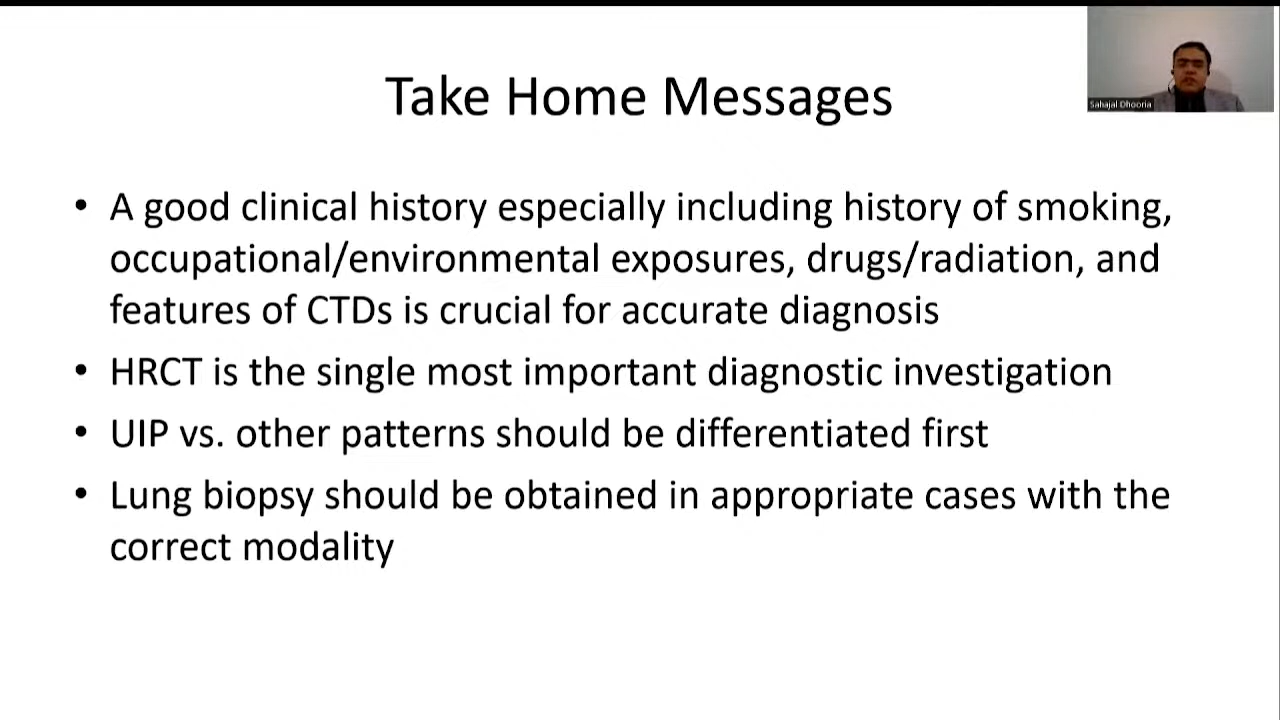 Take Home Messages
Sahajal Dhooria
• A good clinical history especially including history of smoking,
occupational/environmental exposures, drugs/radiation, and
features of CTDs is crucial for accurate diagnosis
• HRCT is the single most important diagnostic investigation
• UIP vs. other patterns should be differentiated first
• Lung biopsy should be obtained in appropriate cases with the
correct modality